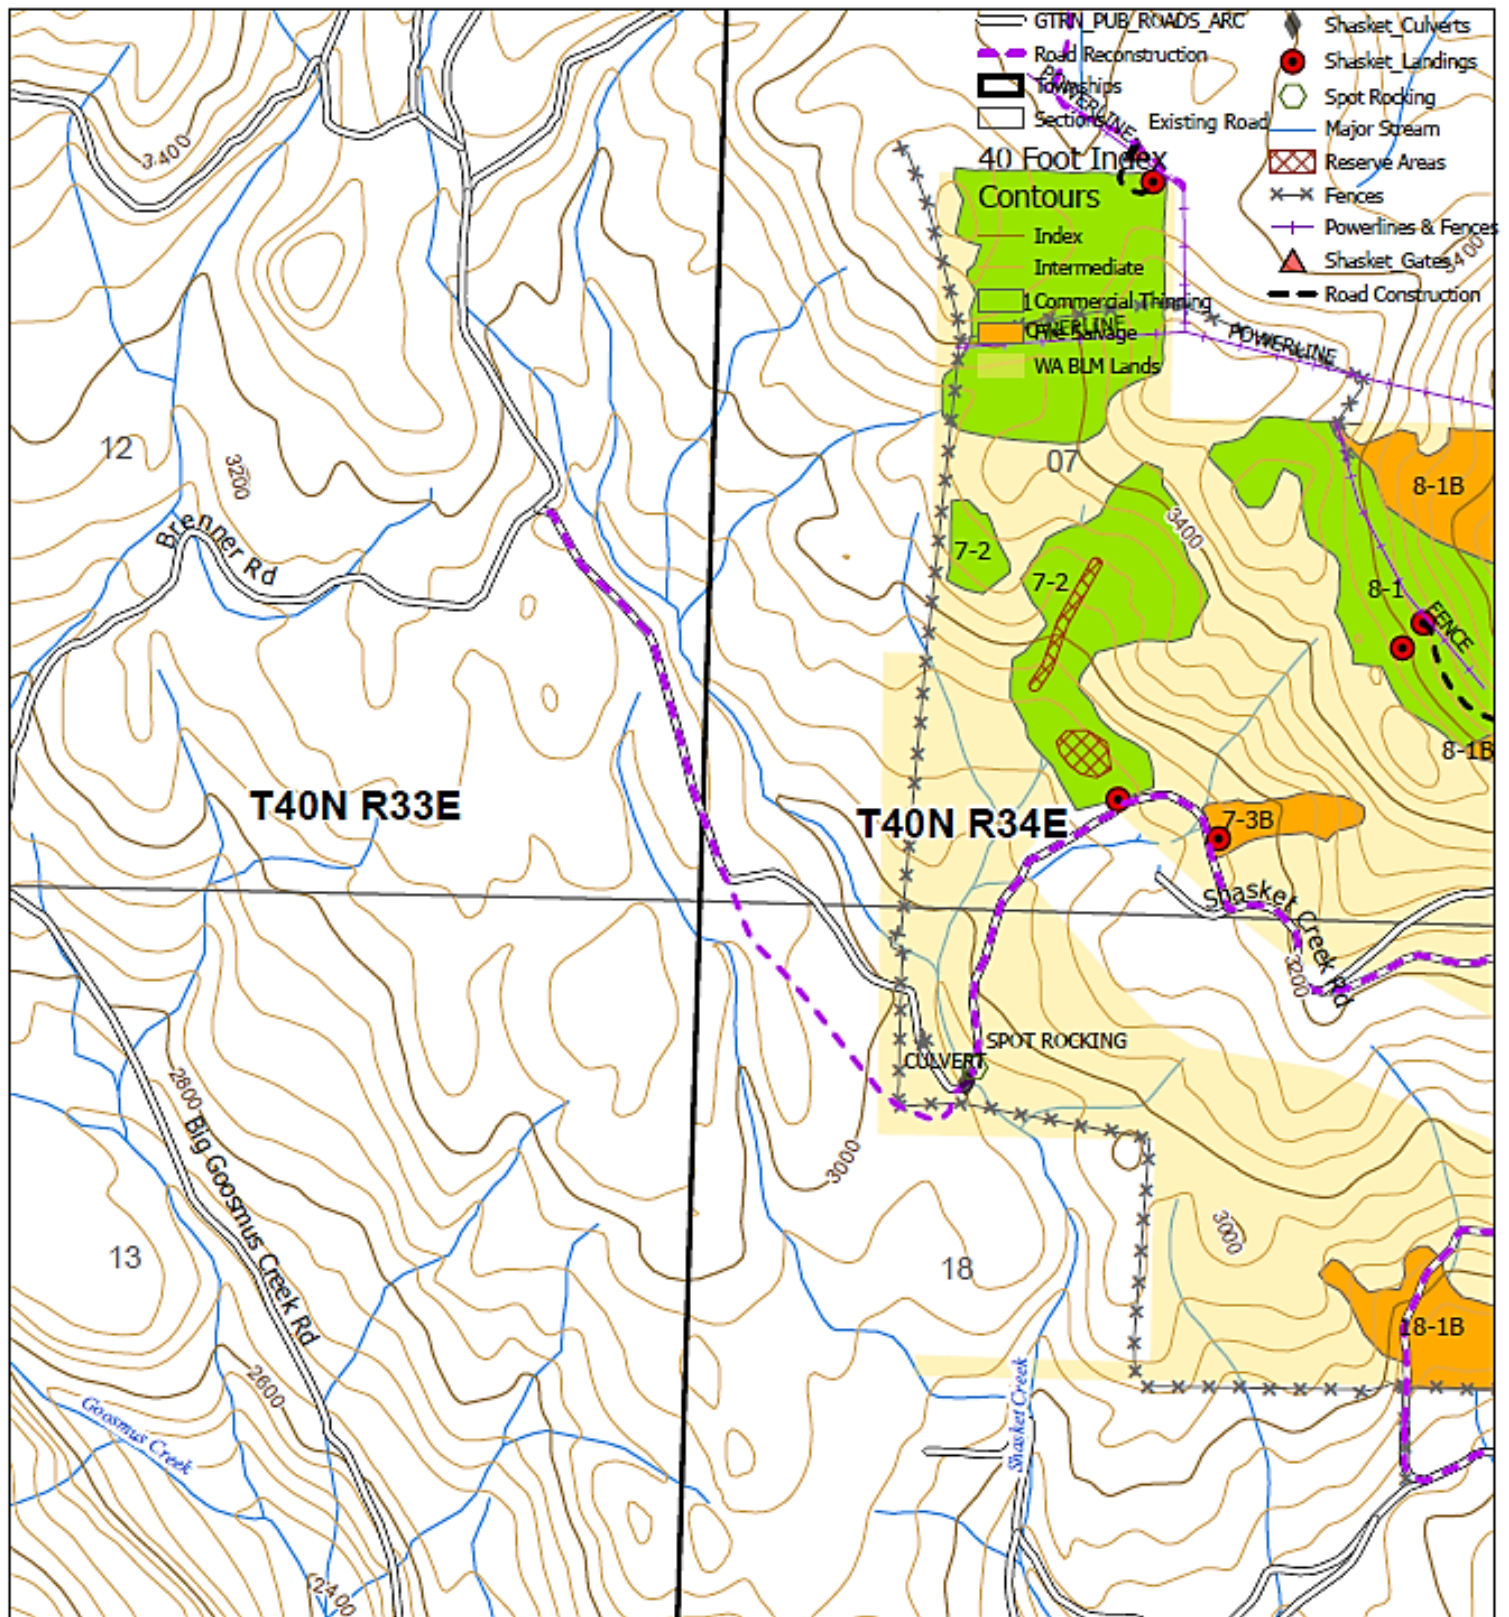 GTRN_PUB_ROADS_ARC
Road Reconstruction
Townships
Sections
Existing Road
40 Foot Index
Contours
Index
Intermediate
Commercial Thinning
Fire Salvage
WA BLM Lands
Shasket_Culverts
Shasket_Landings
Spot Rocking
Major Stream
Reserve Areas
Fences
Powerlines & Fences
Shasket_Gates
Road Construction
POWERLINE
POWERLINE
POWERLINE
3400
3400
12
3200
Brenner Rd
07
3400
7-2
7-2
8-1B
8-1
FENCE
8-1B
T40N R33E
T40N R34E
7-3B
Shasket Creek Rd
3200
SPOT ROCKING
CULVERT
2800
Big Goosmus Creek Rd
3000
3000
13
18
18-1B
2600
Goosmus Creek
Shasket Creek
2400